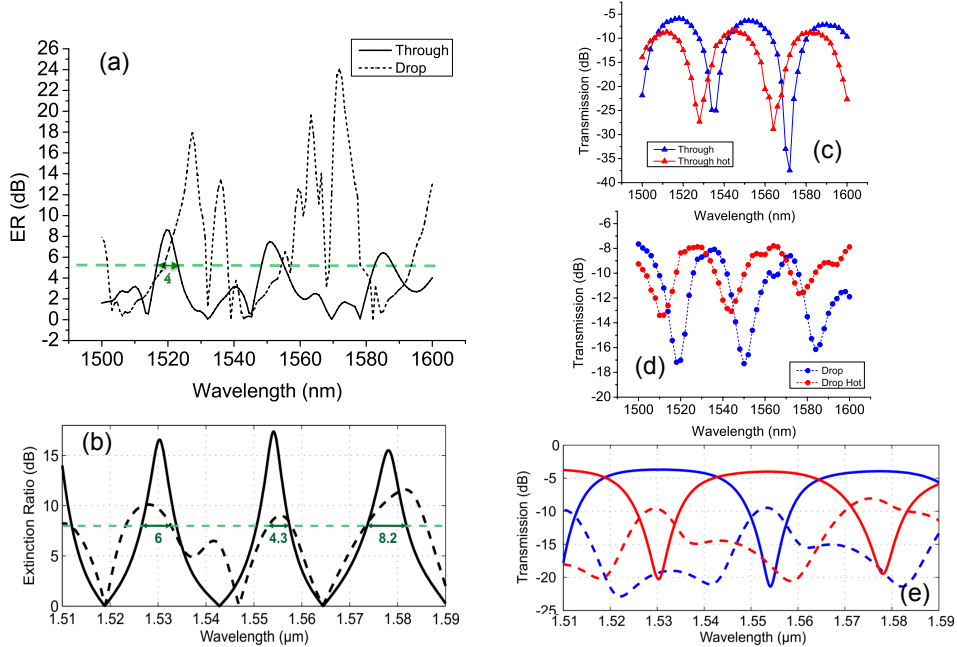 (a)
Through
Drop
26
24
22
20
18
16
14
12
10
8
6
4
2
0
-2
ER (dB)
4
1500 1520 1540 1560 1580 1600
Wavelength (nm)
(b)
15
10
5
0
Extinction Ratio (dB)
6 4.3 8.2
1.51 1.52 1.53 1.54 1.55 1.56 1.57 1.58 1.59
Wavelength (µm)
0
-5
-10
-15
-20
-25
-30
-35
-40
Transmission (dB)
Through
Through hot
(c)
1500 1520 1540 1560 1580 1600
Wavelength (nm)
-6
-8
-10
-12
-14
-16
-18
-20
Transmission (dB)
(d)
Drop
Drop Hot
1500 1510 1520 1530 1540 1550 1560 1570 1580 1590 1600
Wavelength (nm)
0
-5
-10
-15
-20
-25
Transmission (dB)
(e)
1.51 1.52 1.53 1.54 1.55 1.56 1.57 1.58 1.59
Wavelength (µm)